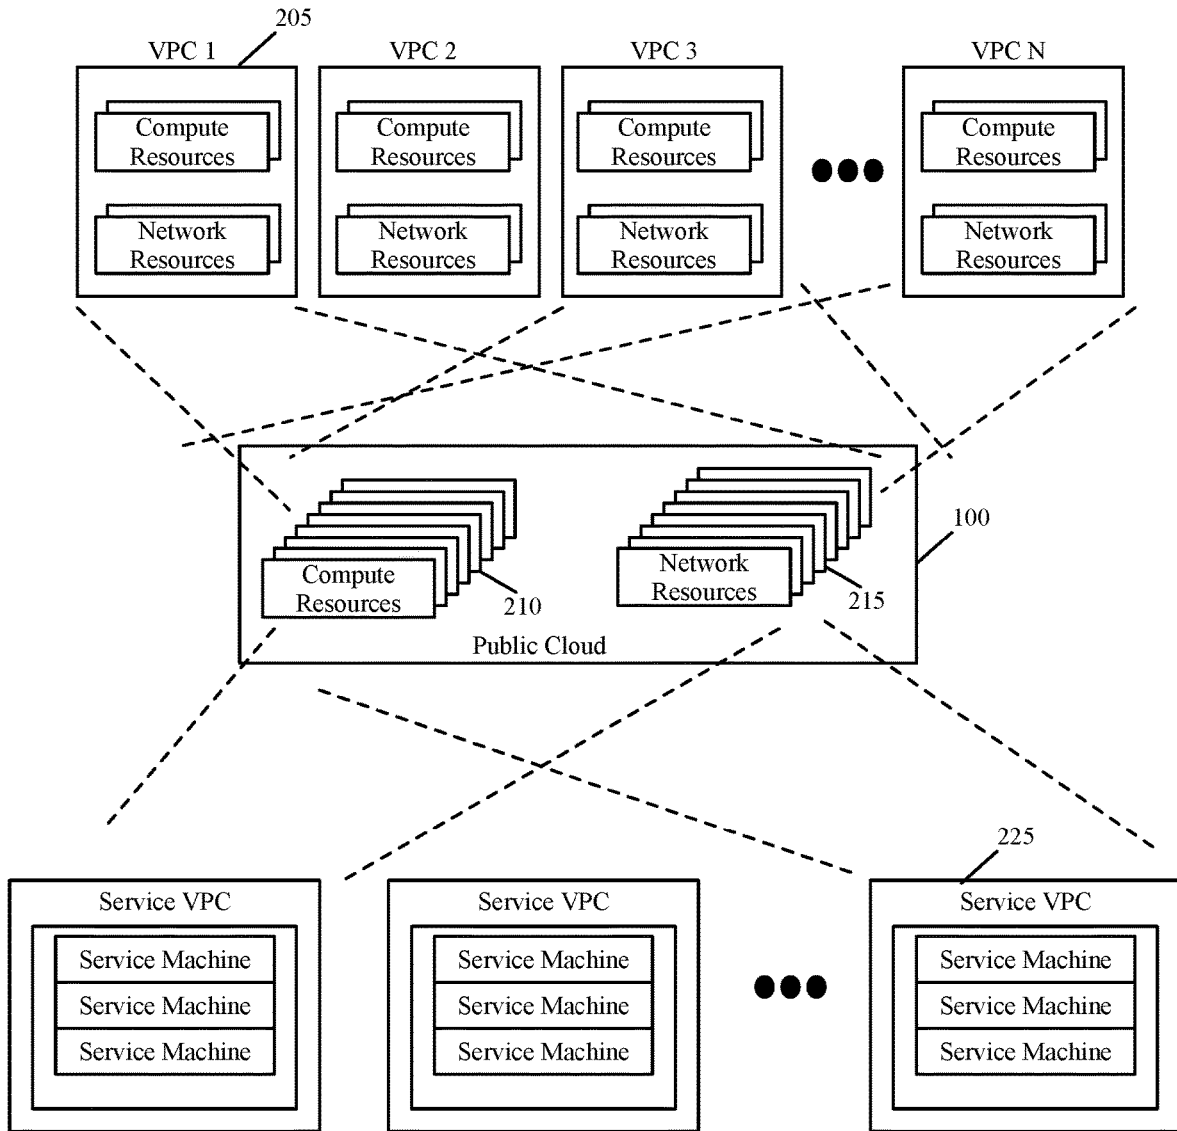 205
VPC 1
VPC 2
VPC 3
VPC N
Compute
Resources
Compute
Resources
Compute
Resources
Compute
Resources
Network
Resources
Network
Resources
Network
Resources
Network
Resources
100
Compute
Resources
210
Network
Resources
215
Public Cloud
225
Service VPC
Service VPC
Service VPC
Service Machine
Service Machine
Service Machine
Service Machine
Service Machine
Service Machine
Service Machine
Service Machine
Service Machine